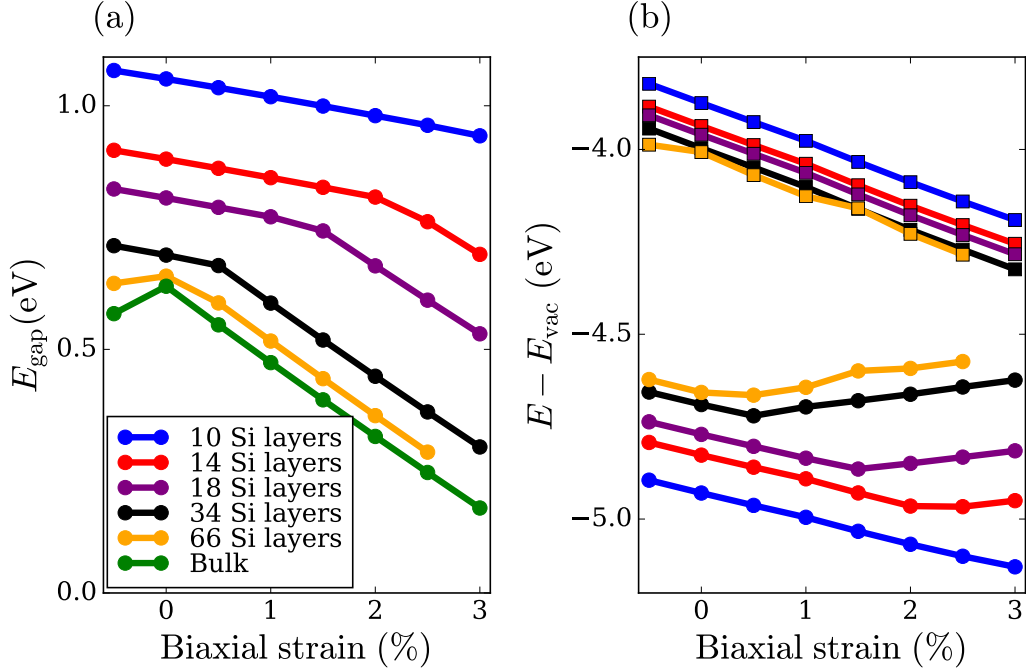 (a)
E_gap(eV)
1.0
0.5
0.0
10 Si layers
14 Si layers
18 Si layers
34 Si layers
66 Si layers
Bulk
0 1 2 3
Biaxial strain (%)
(b)
E − E_vac (eV)
−4.0
−4.5
−5.0
0 1 2 3
Biaxial strain (%)